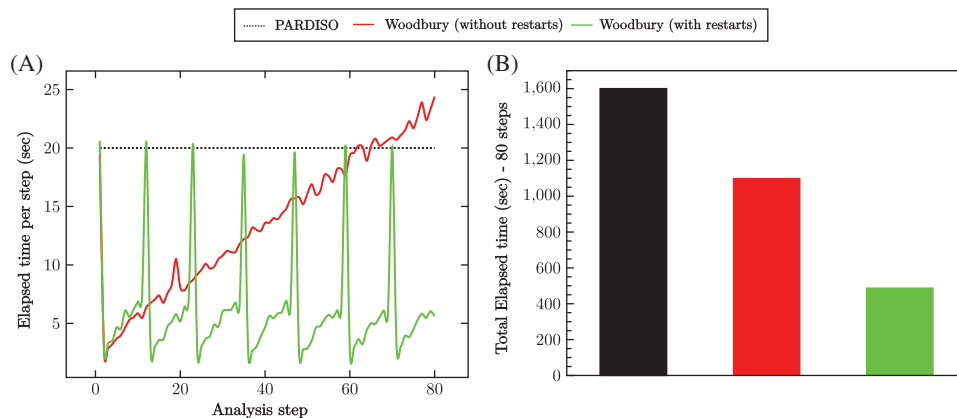 PARDISO
Woodbury (without restarts)
Woodbury (with restarts)
(A)
Elapsed time per step (sec)
25
20
15
10
5
0
20
40
60
80
Analysis step
(B)
Total Elapsed time (sec) - 80 steps
1,600
1,400
1,200
1,000
800
600
400
200
0